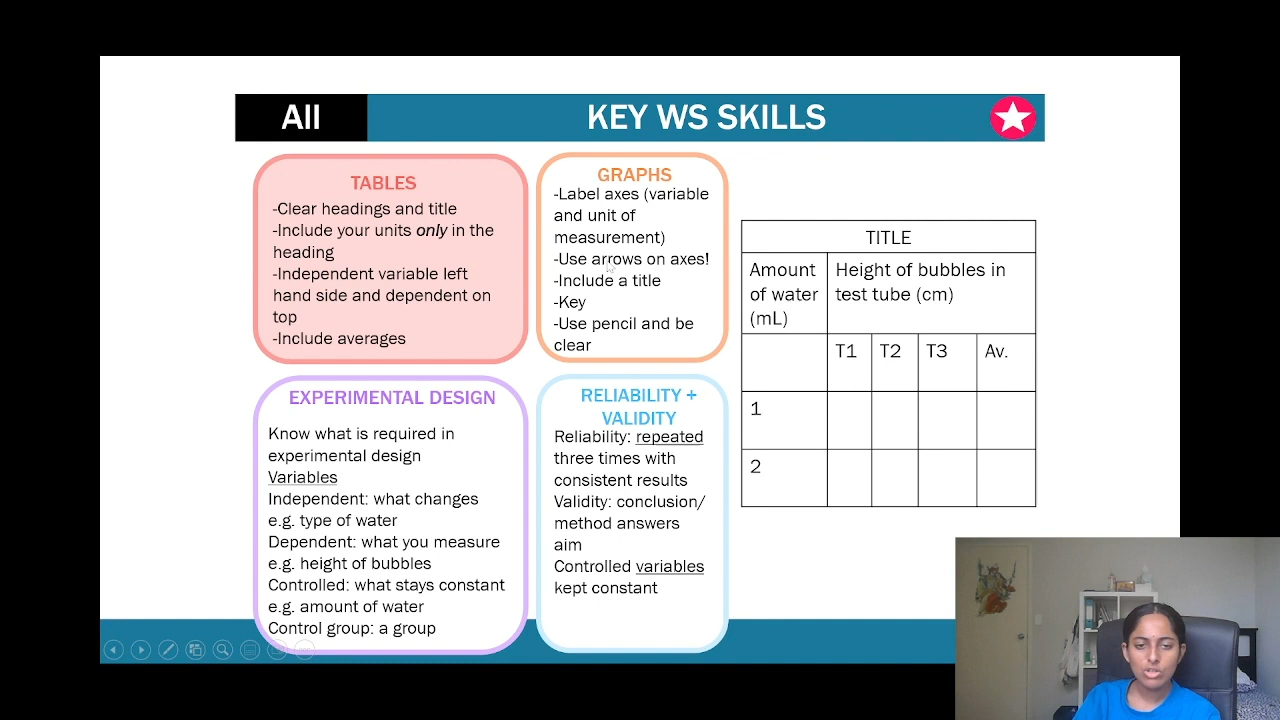 All
KEY WS SKILLS
TABLES
-Clear headings and title
-Include your units only in the
heading
-Independent variable left
hand side and dependent on
top
-Include averages
GRAPHS
-Label axes (variable
and unit of
measurement)
-Use arrows on axes!
-Include a title
-Key
-Use pencil and be
clear
EXPERIMENTAL DESIGN
Know what is required in
experimental design
Variables
Independent: what changes
e.g. type of water
Dependent: what you measure
e.g. height of bubbles
Controlled: what stays constant
e.g. amount of water
Control group: a group
RELIABILITY +
VALIDITY
Reliability: repeated
three times with
consistent results
Validity: conclusion/
method answers
aim
Controlled variables
kept constant
TITLE
Amount
of water
(mL)
Height of bubbles in
test tube (cm)
T1 T2 T3 Av.
1
2